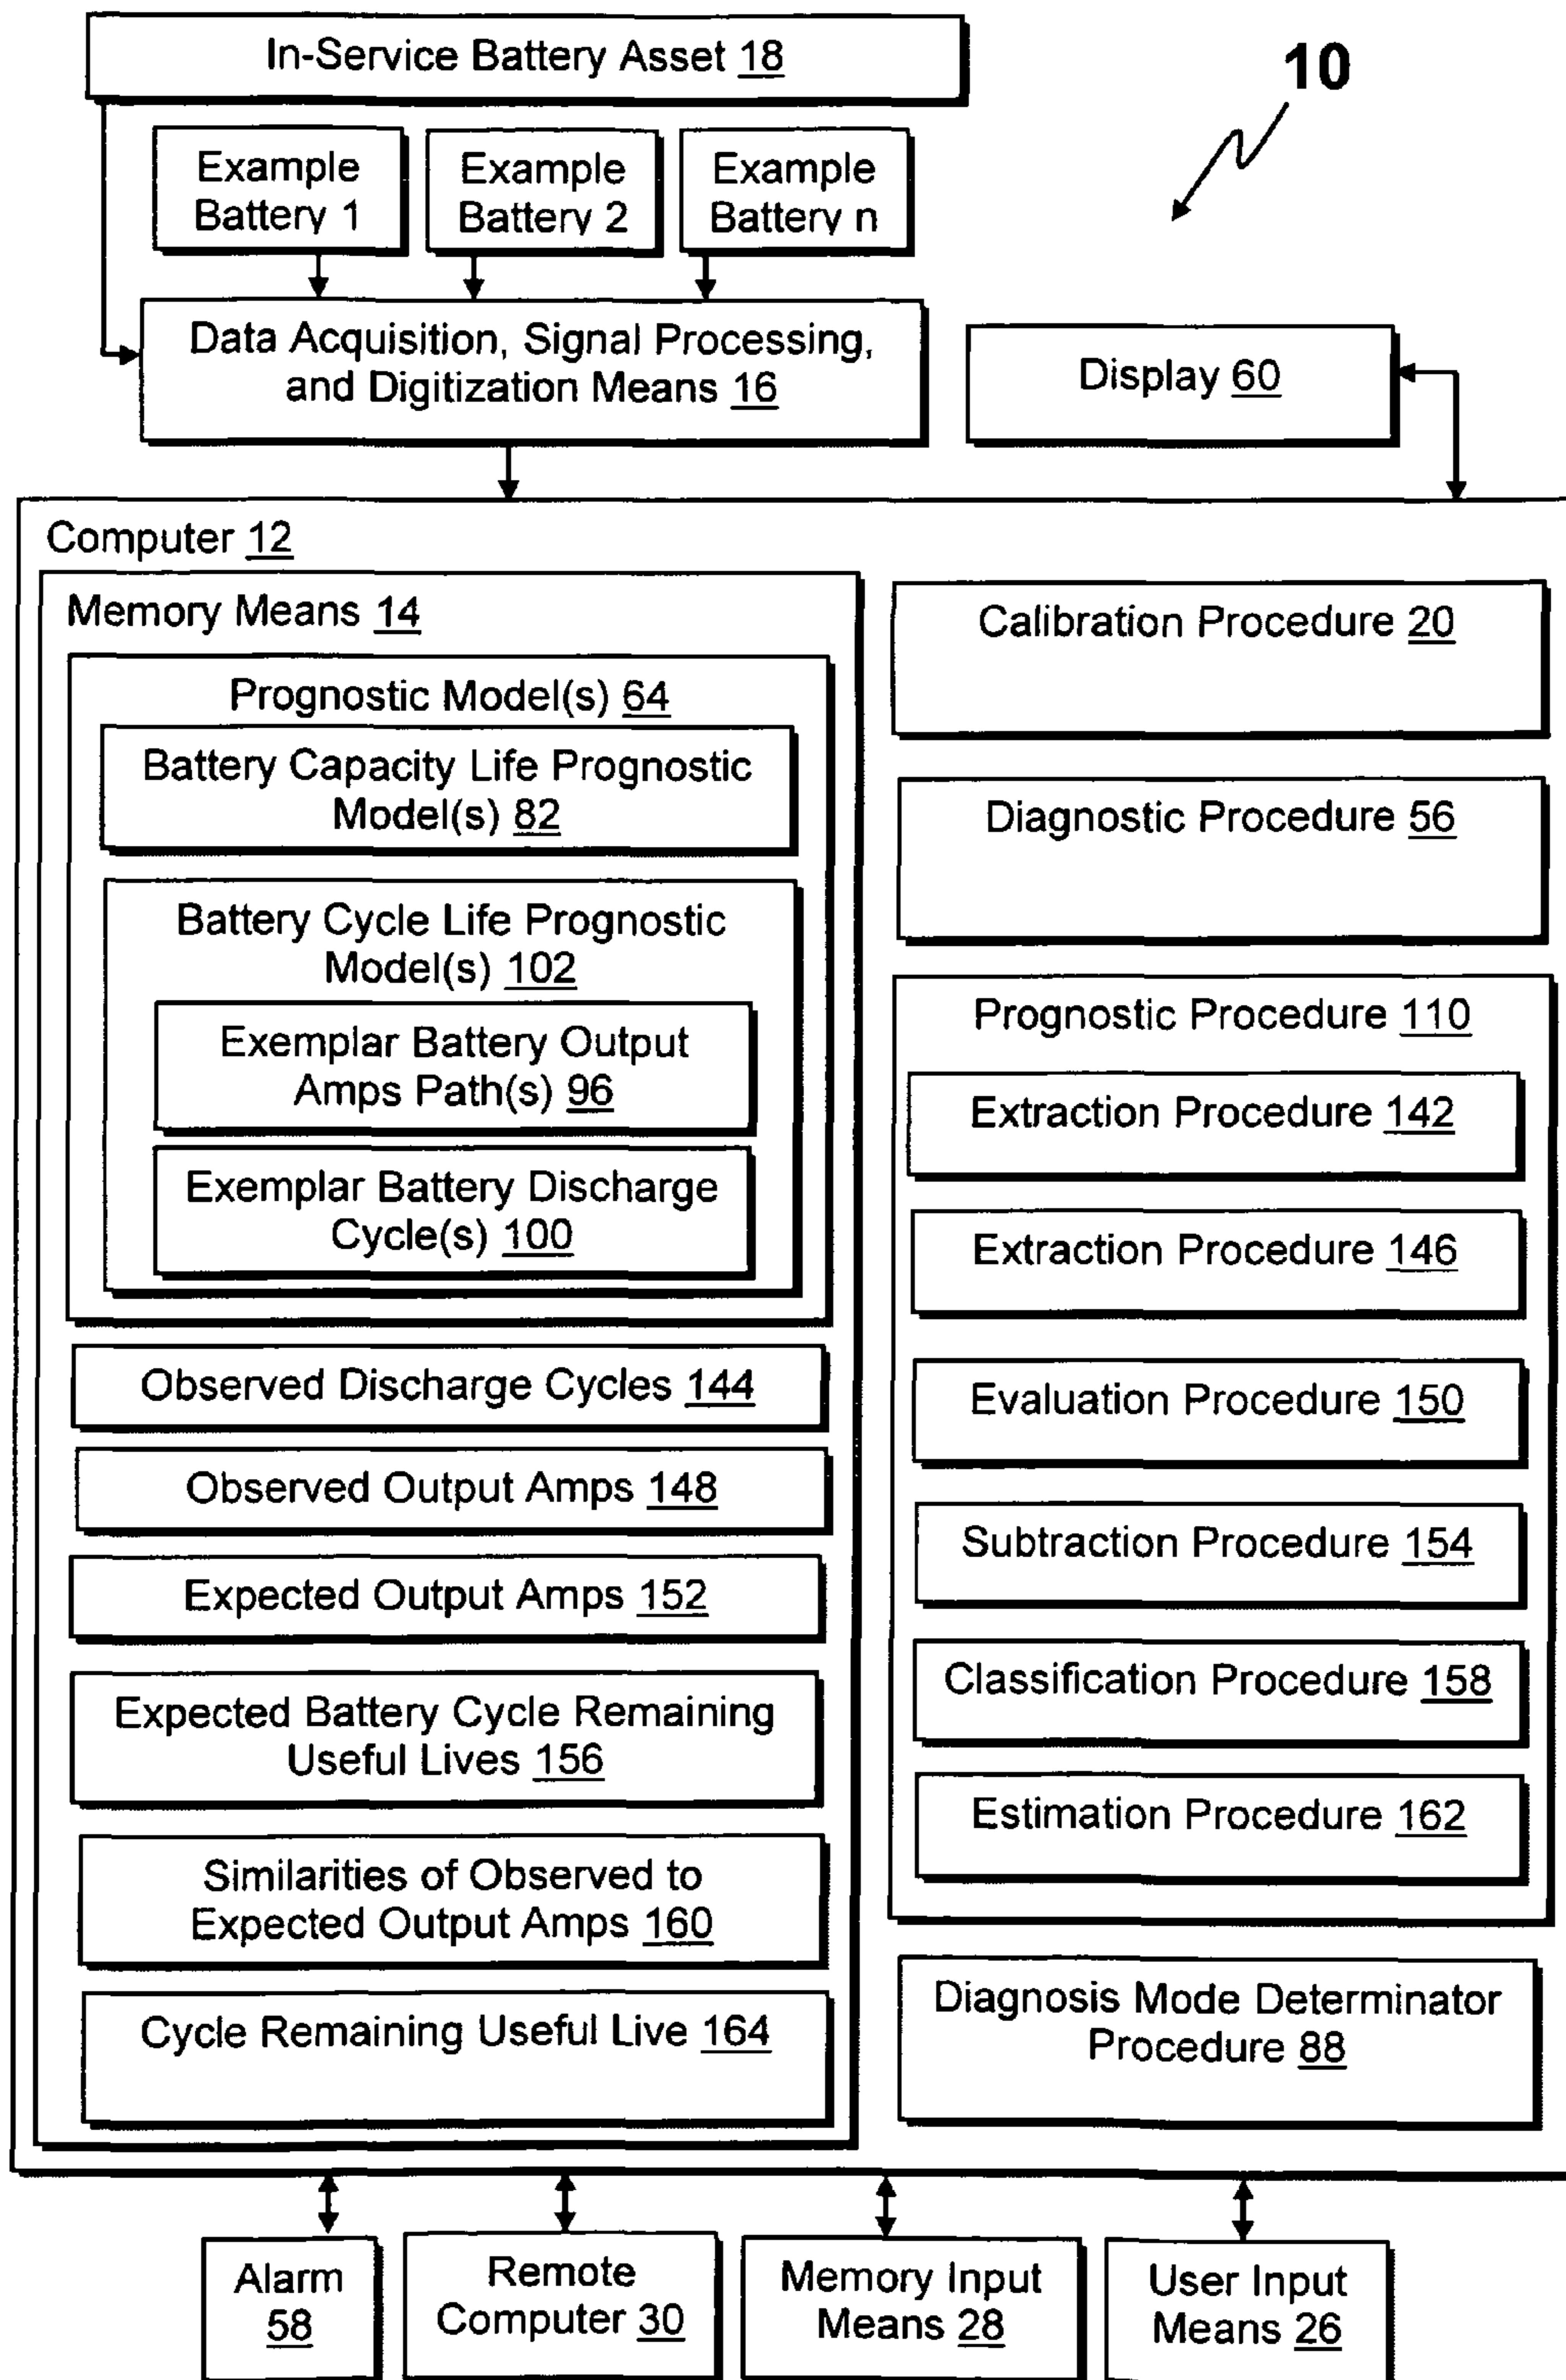 In-Service Battery Asset 18
10
Example
Battery 1
Example
Battery 2
Example
Battery n
Data Acquisition, Signal Processing,
and Digitization Means 16
Display 60
Computer 12
Memory Means 14
Prognostic Model(s) 64
Battery Capacity Life Prognostic
Model(s) 82
Battery Cycle Life Prognostic
Model(s) 102
Exemplar Battery Output
Amps Path(s) 96
Exemplar Battery Discharge
Cycle(s) 100
Observed Discharge Cycles 144
Observed Output Amps 148
Expected Output Amps 152
Expected Battery Cycle Remaining
Useful Lives 156
Similarities of Observed to
Expected Output Amps 160
Cycle Remaining Useful Live 164
Calibration Procedure 20
Diagnostic Procedure 56
Prognostic Procedure 110
Extraction Procedure 142
Extraction Procedure 146
Evaluation Procedure 150
Subtraction Procedure 154
Classification Procedure 158
Estimation Procedure 162
Diagnosis Mode Determinator
Procedure 88
Alarm
58
Remote
Computer 30
Memory Input
Means 28
User Input
Means 26